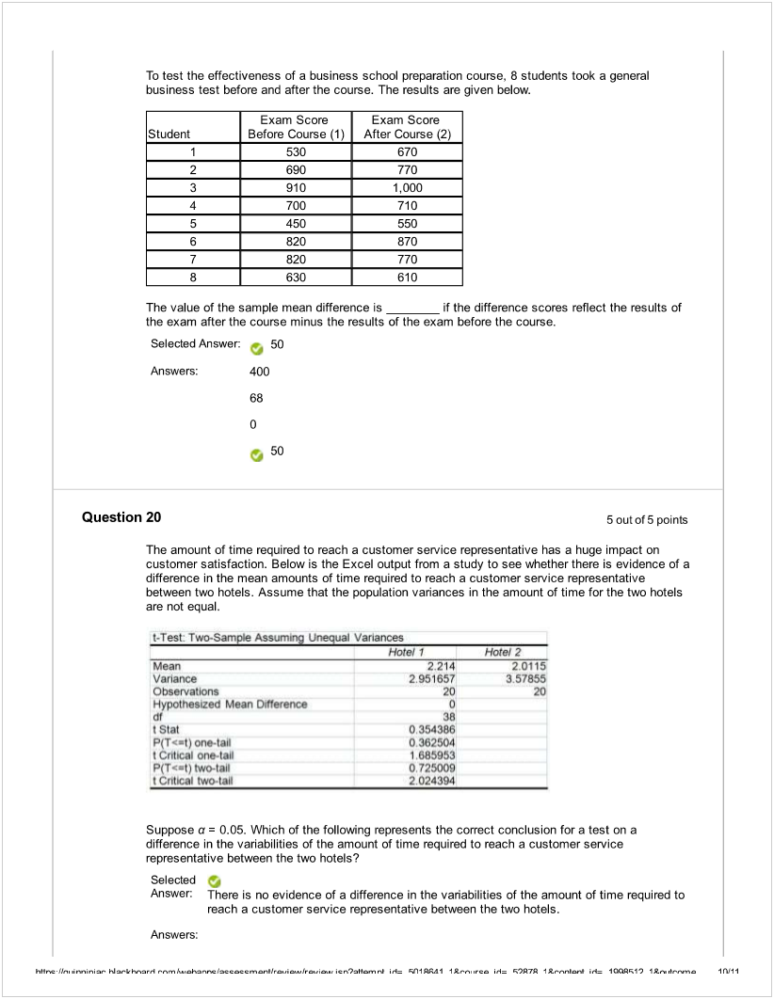 To test the effectiveness of a business school preparation course, 8 students took a general
business test before and after the course. The results are given below.
Student Exam Score Before Course (1) Exam Score After Course (2)
1 530 670
2 690 770
3 910 1,000
4 700 710
5 450 550
6 820 870
7 820 770
8 630 610
The value of the sample mean difference is ________ if the difference scores reflect the results of
the exam after the course minus the results of the exam before the course.
Selected Answer: 50
Answers: 400
68
0
50
Question 20 5 out of 5 points
The amount of time required to reach a customer service representative has a huge impact on
customer satisfaction. Below is the Excel output from a study to see whether there is evidence of a
difference in the mean amounts of time required to reach a customer service representative
between two hotels. Assume that the population variances in the amount of time for the two hotels
are not equal.
t-Test: Two-Sample Assuming Unequal Variances
Hotel 1 Hotel 2
Mean 2.214 2.0115
Variance 2.951657 3.57855
Observations 20 20
Hypothesized Mean Difference 0
df 38
t Stat 0.354386
P(T<=t) one-tail 0.362504
t Critical one-tail 1.685953
P(T<=t) two-tail 0.725009
t Critical two-tail 2.024394
Suppose α = 0.05. Which of the following represents the correct conclusion for a test on a
difference in the variabilities of the amount of time required to reach a customer service
representative between the two hotels?
Selected
Answer: There is no evidence of a difference in the variabilities of the amount of time required to
reach a customer service representative between the two hotels.
Answers:
https://quinnipiac.blackboard.com/webapps/assessment/review/review.jsp?attempt_id=_5018641_1&course_id=_52878_1&content_id=_1998512_1&outcome… 10/11